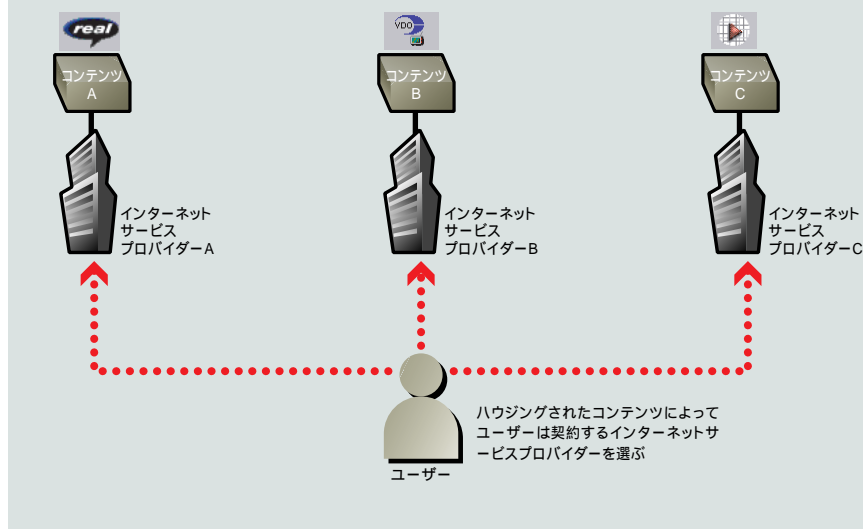 real
VDO
コンテンツ
A
コンテンツ
B
コンテンツ
C
インターネット
サービス
プロバイダーA
インターネット
サービス
プロバイダーB
インターネット
サービス
プロバイダーC
ハウジングされたコンテンツによって
ユーザーは契約するインターネットサ
ービスプロバイダーを選ぶ
ユーザー